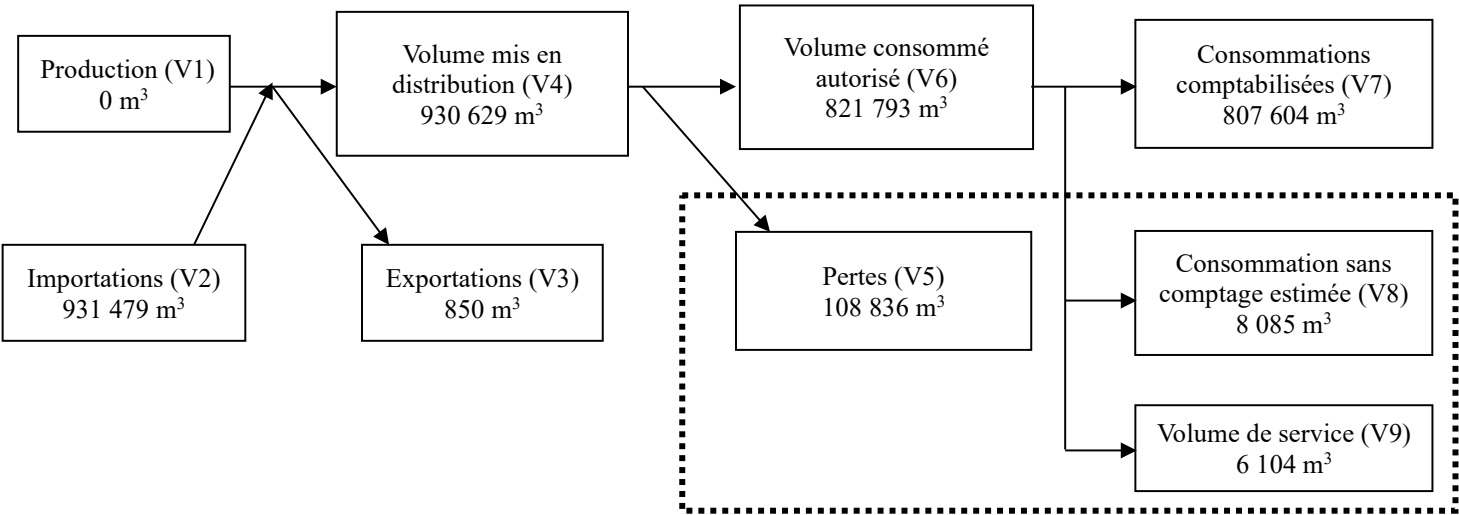 Production (V1)
0 m³
Volume mis en
distribution (V4)
930 629 m³
Volume consommé
autorisé (V6)
821 793 m³
Consommations
comptabilisées (V7)
807 604 m³
Importations (V2)
931 479 m³
Exportations (V3)
850 m³
Pertes (V5)
108 836 m³
Consommation sans
comptage estimée (V8)
8 085 m³
Volume de service (V9)
6 104 m³